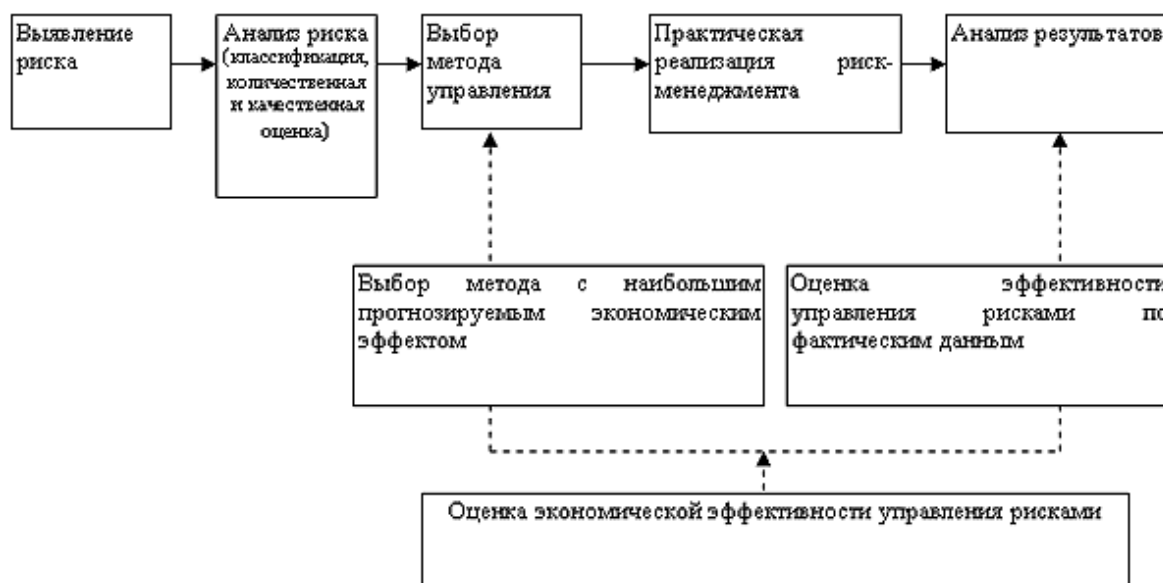 Выявление
риска
Анализ риска
(классификация,
количественная
и качественная
оценка)
Выбор
метода
управления
Практическая
реализация риск-
менеджмента
Анализ результатов
Выбор метода с наибольшим
прогнозируемым экономическим
эффектом
Оценка эффективности
управления рисками по
фактическим данным
Оценка экономической эффективности управления рисками